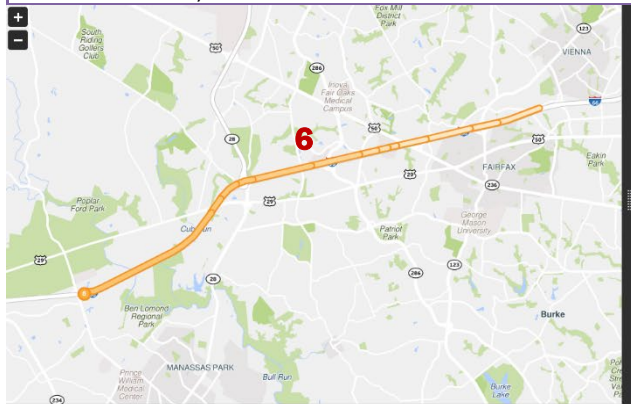 +
−
South
Riding
Golfers
Club
50
Fox Mill
District
Park
123
VIENNA
286
Inova
Fair Oaks
Medical
Campus
66
28
6
50
50
FAIRFAX
Eakin
Park
29
236
29
Poplar
Ford Park
George
Mason
University
Cub Run
Patriot
Park
29
123
286
28
Ben Lomond
Regional
Park
Burke
MANASSAS PARK
Prince
William
Medical
Center
Bull Run
Burke
Lake
234